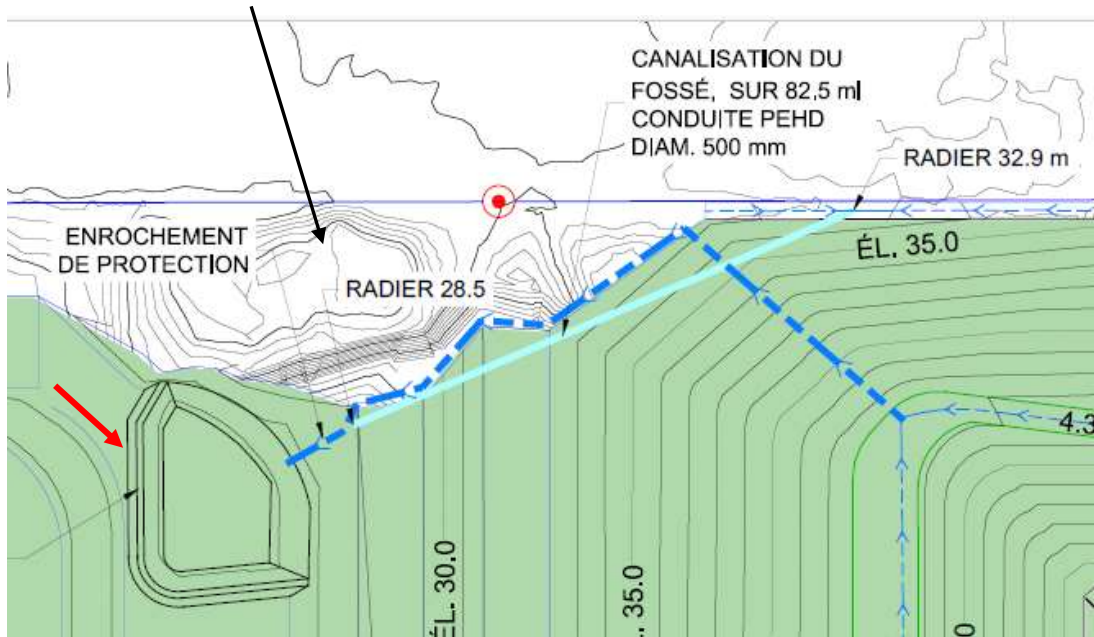 CANALISATION DU
FOSSÉ, SUR 82,5 ml
CONDUITE PEHD
DIAM. 500 mm
RADIER 32.9 m
ENROCHEMENT
DE PROTECTION
RADIER 28.5
ÉL. 35.0
4.3
ÉL. 30.0
L. 35.0
0